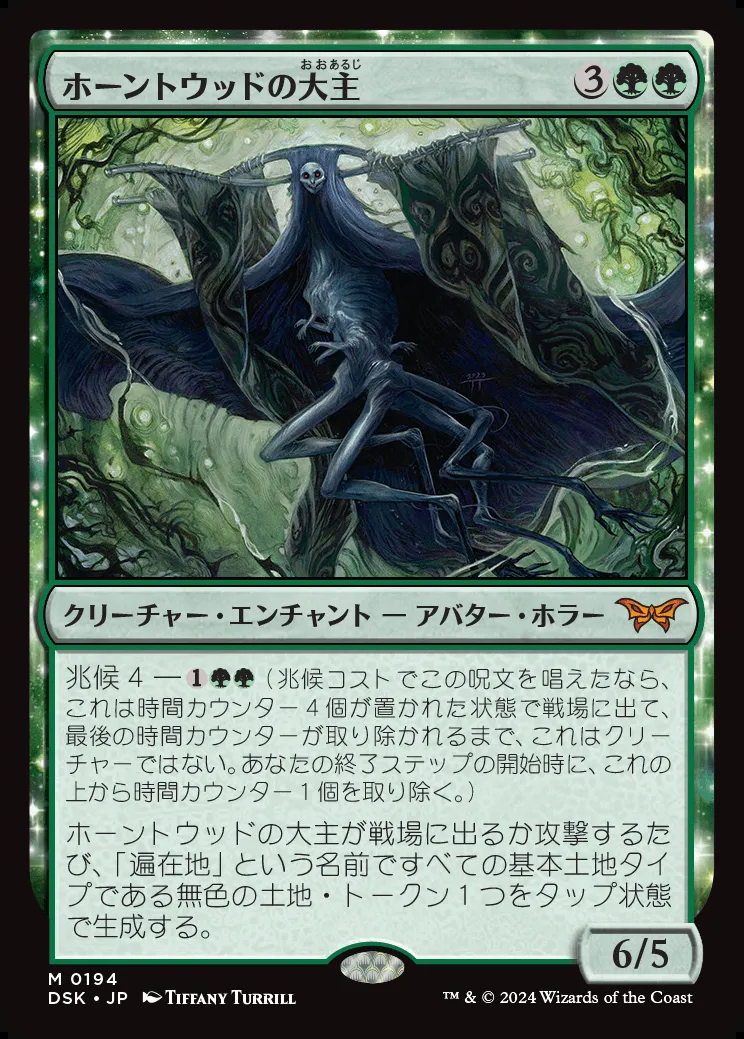 おおあるじ
ホーントウッドの大主 3
クリーチャー・エンチャント — アバター・ホラー
兆候 4 — 1 (兆候コストでこの呪文を唱えたなら、
これは時間カウンター4個が置かれた状態で戦場に出て、
最後の時間カウンターが取り除かれるまで、これはクリー
チャーではない。あなたの終了ステップの開始時に、これの
上から時間カウンター1個を取り除く。)
ホーントウッドの大主が戦場に出るか攻撃するた
び、「遍在地」という名前ですべての基本土地タイ
プである無色の土地・トークン1つをタップ状態
で生成する。
6/5
M 0194
DSK • JP TIFFANY TURRILL
™ & © 2024 Wizards of the Coast